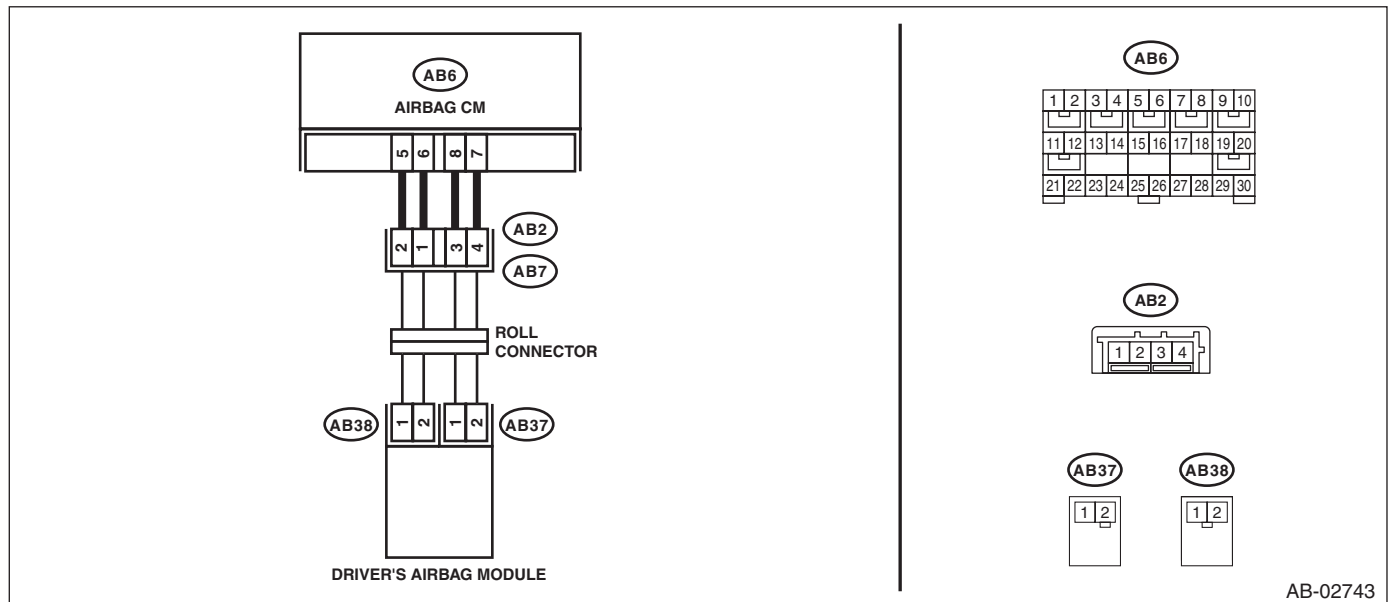 AB6
AIRBAG CM
5 6 8 7
2 1 3 4
AB2
AB7
ROLL
CONNECTOR
AB38
1 2 1 2
AB37
DRIVER'S AIRBAG MODULE
AB6
1 2 3 4 5 6 7 8 9 10
11 12 13 14 15 16 17 18 19 20
21 22 23 24 25 26 27 28 29 30
AB2
1 2 3 4
AB37
1 2
AB38
1 2
AB-02743